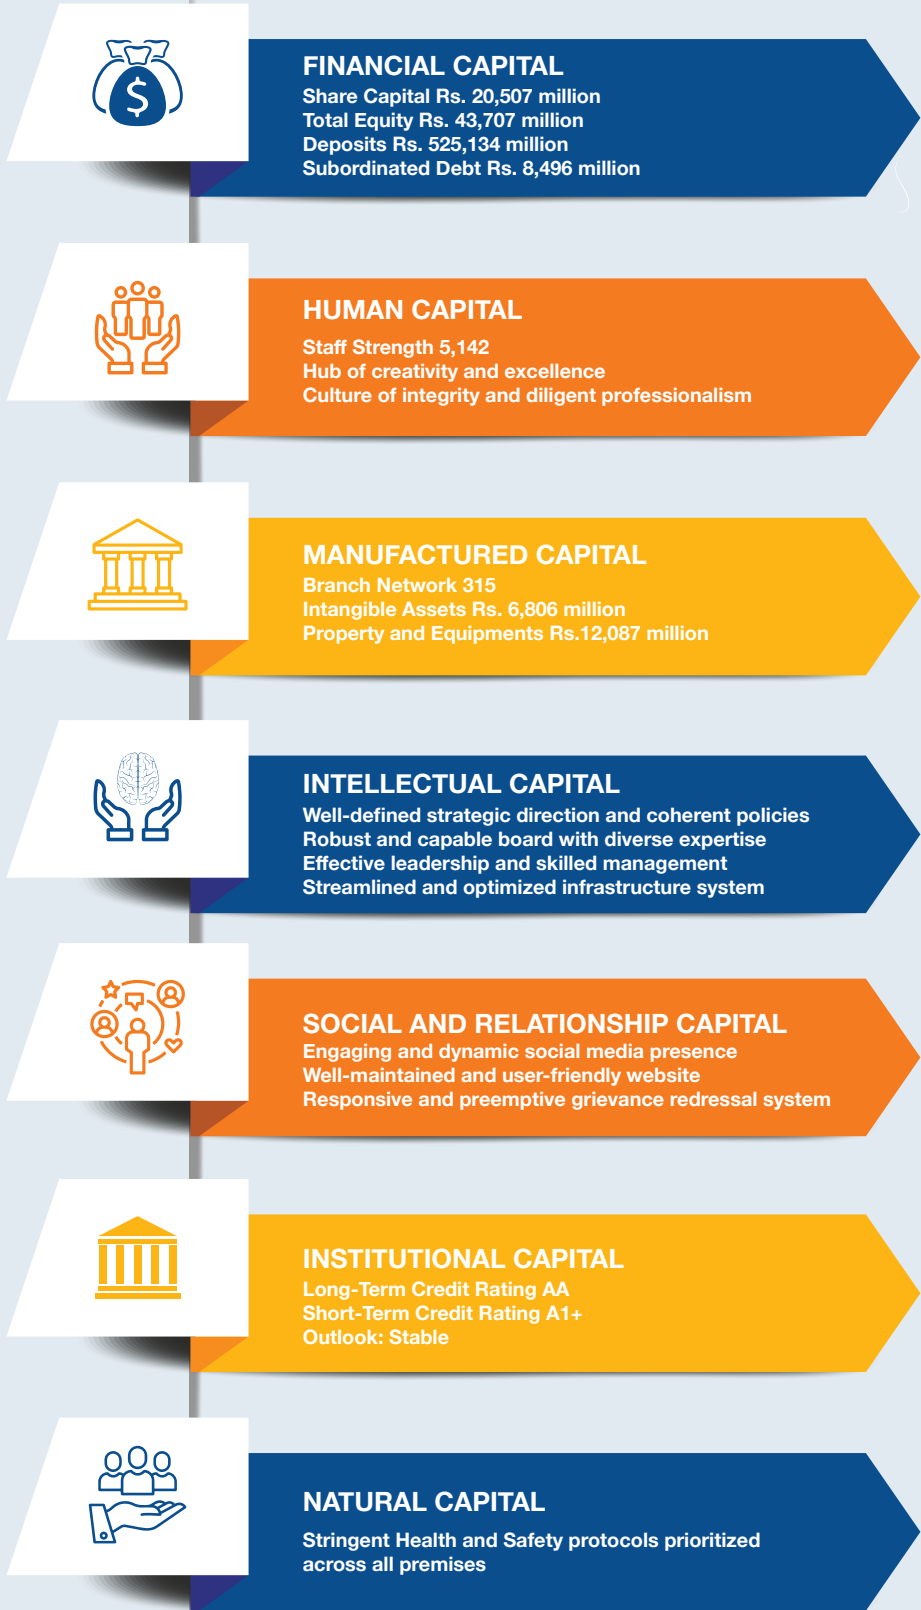 $
FINANCIAL CAPITAL
Share Capital Rs. 20,507 million
Total Equity Rs. 43,707 million
Deposits Rs. 525,134 million
Subordinated Debt Rs. 8,496 million
HUMAN CAPITAL
Staff Strength 5,142
Hub of creativity and excellence
Culture of integrity and diligent professionalism
MANUFACTURED CAPITAL
Branch Network 315
Intangible Assets Rs. 6,806 million
Property and Equipments Rs.12,087 million
INTELLECTUAL CAPITAL
Well-defined strategic direction and coherent policies
Robust and capable board with diverse expertise
Effective leadership and skilled management
Streamlined and optimized infrastructure system
SOCIAL AND RELATIONSHIP CAPITAL
Engaging and dynamic social media presence
Well-maintained and user-friendly website
Responsive and preemptive grievance redressal system
INSTITUTIONAL CAPITAL
Long-Term Credit Rating AA
Short-Term Credit Rating A1+
Outlook: Stable
NATURAL CAPITAL
Stringent Health and Safety protocols prioritized
across all premises